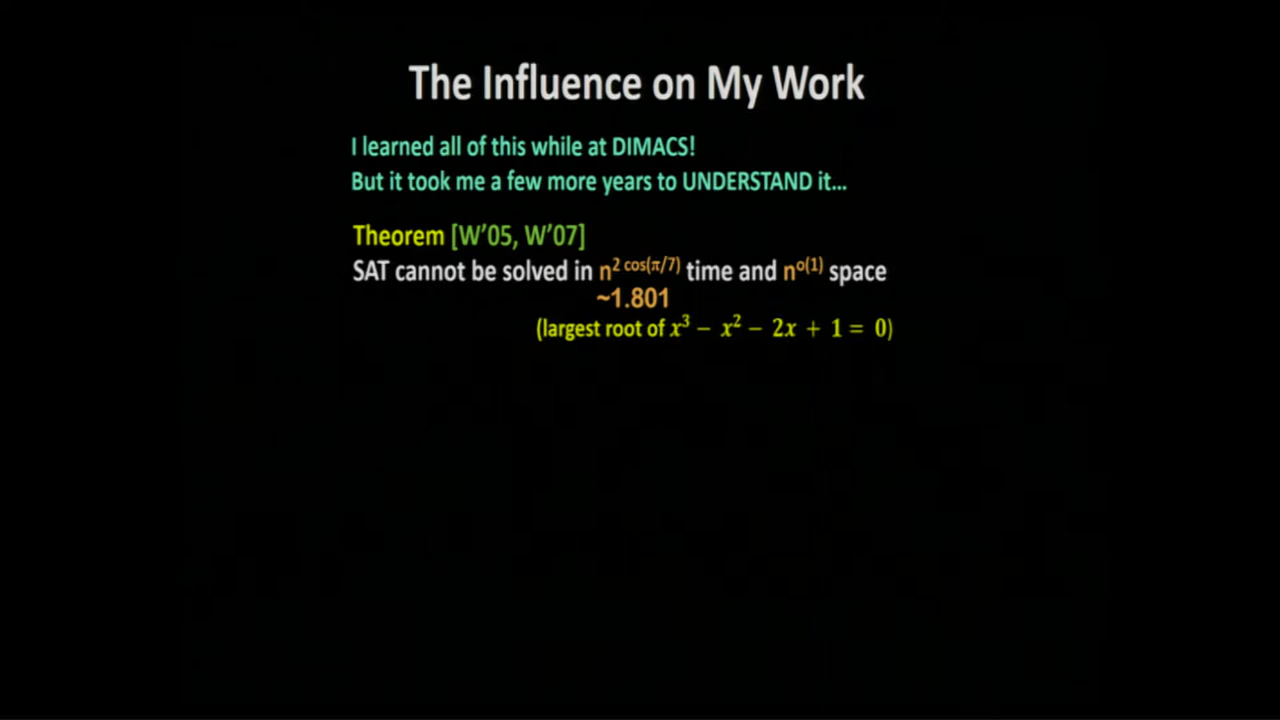 The Influence on My Work
I learned all of this while at DIMACS!
But it took me a few more years to UNDERSTAND it...
Theorem [W'05, W'07]
SAT cannot be solved in n^{2 cos(π/7)} time and n^{o(1)} space
~1.801
(largest root of x³ − x² − 2x + 1 = 0)